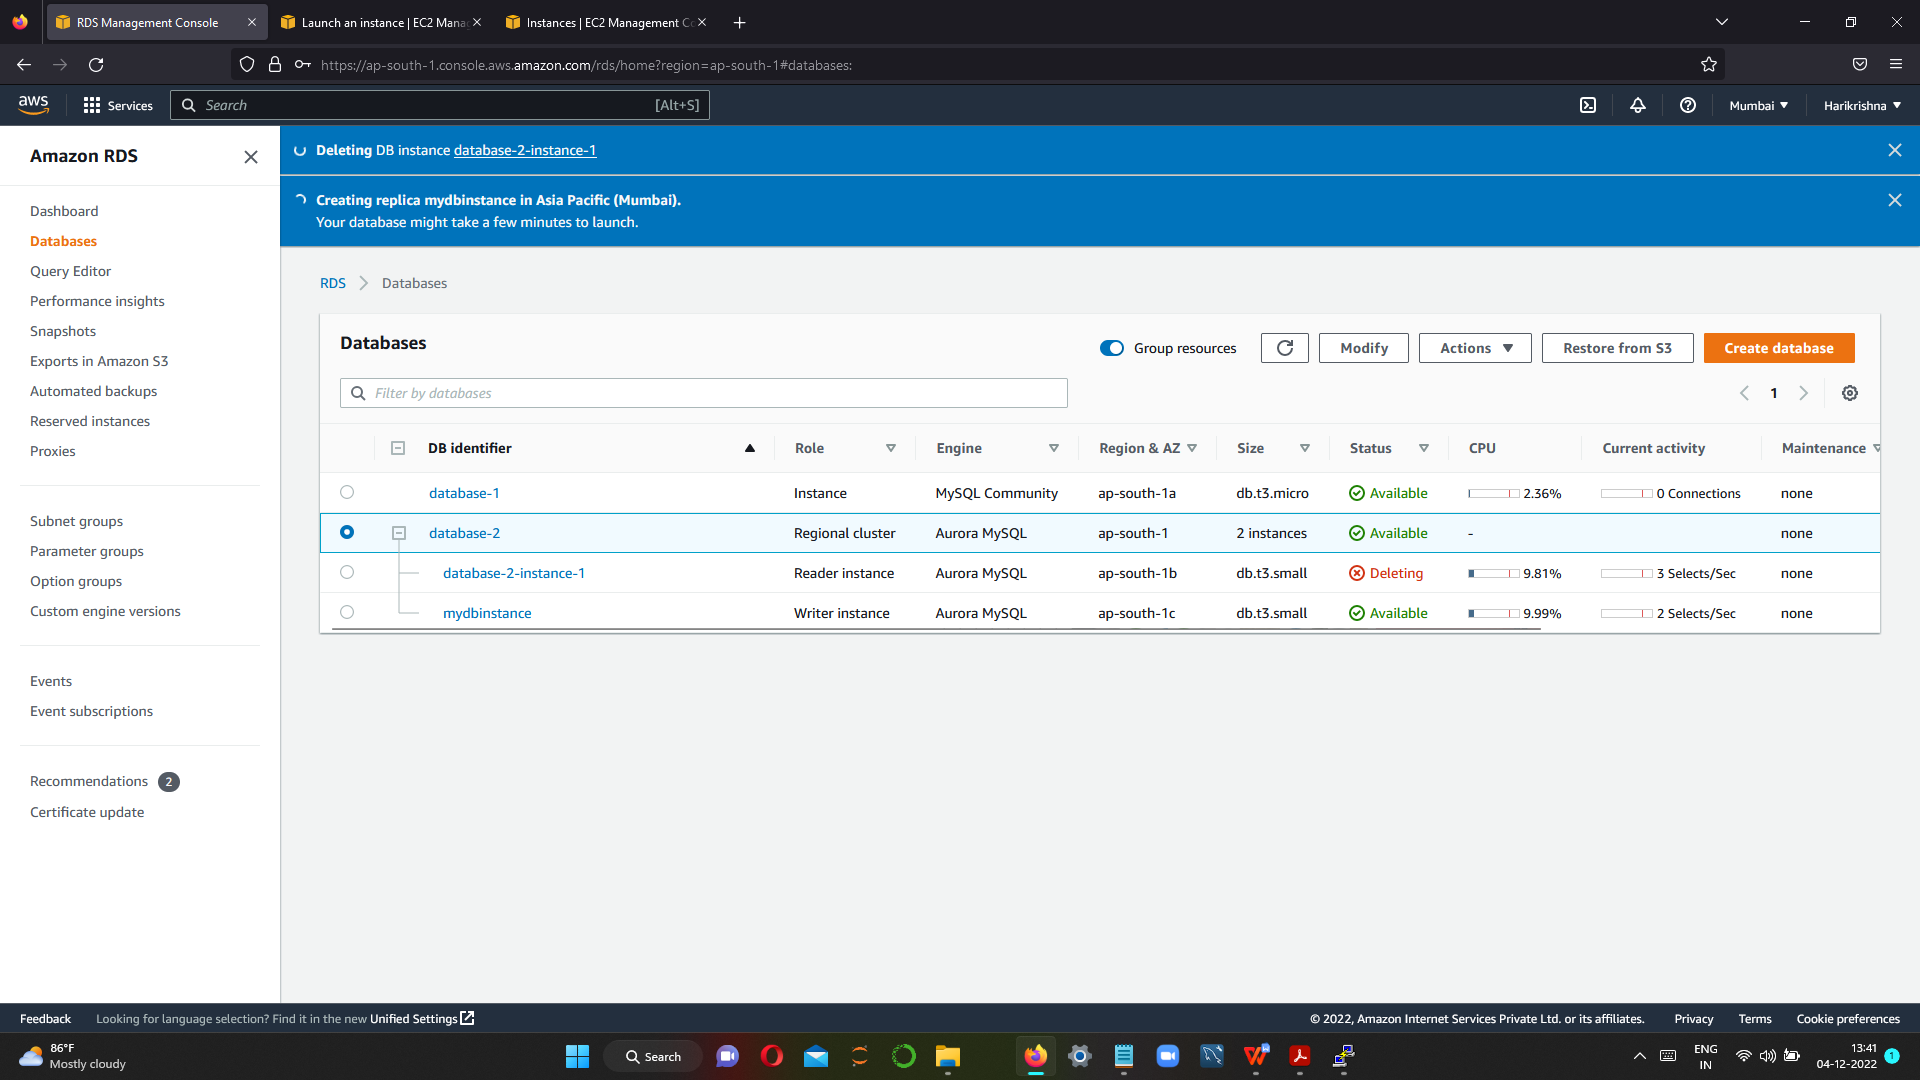 RDS Management Console
Launch an instance | EC2 Mana
Instances | EC2 Management Co
https://ap-south-1.console.aws.amazon.com/rds/home?region=ap-south-1#databases:
aws
Services
Search
[Alt+S]
Mumbai
Harikrishna
Amazon RDS
Dashboard
Databases
Query Editor
Performance insights
Snapshots
Exports in Amazon S3
Automated backups
Reserved instances
Proxies
Subnet groups
Parameter groups
Option groups
Custom engine versions
Events
Event subscriptions
Recommendations 2
Certificate update
Deleting DB instance database-2-instance-1
Creating replica mydbinstance in Asia Pacific (Mumbai).
Your database might take a few minutes to launch.
RDS Databases
Databases
Group resources
Modify
Actions
Restore from S3
Create database
Filter by databases
1
DB identifier Role Engine Region & AZ Size Status CPU Current activity Maintenance
database-1 Instance MySQL Community ap-south-1a db.t3.micro Available 2.36% 0 Connections none
database-2 Regional cluster Aurora MySQL ap-south-1 2 instances Available - none
database-2-instance-1 Reader instance Aurora MySQL ap-south-1b db.t3.small Deleting 9.81% 3 Selects/Sec none
mydbinstance Writer instance Aurora MySQL ap-south-1c db.t3.small Available 9.99% 2 Selects/Sec none
Feedback Looking for language selection? Find it in the new Unified Settings
© 2022, Amazon Internet Services Private Ltd. or its affiliates. Privacy Terms Cookie preferences
86°F
Mostly cloudy
Search
ENG
IN
13:41
04-12-2022
1